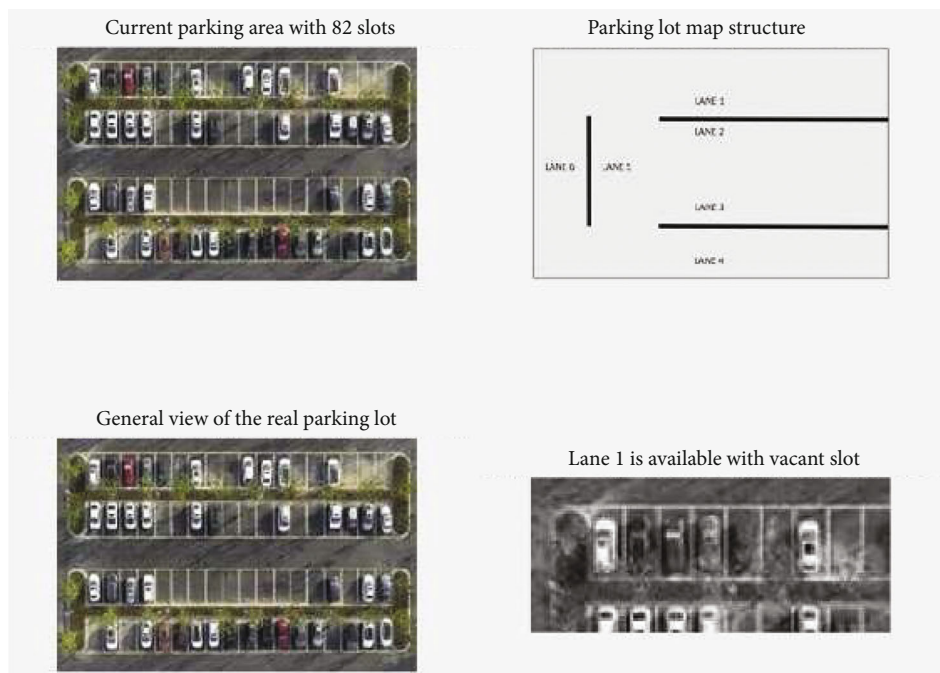 Current parking area with 82 slots
Parking lot map structure
LANE 1
LANE 2
LANE 6
LANE 5
LANE 3
LANE 4
General view of the real parking lot
Lane 1 is available with vacant slot